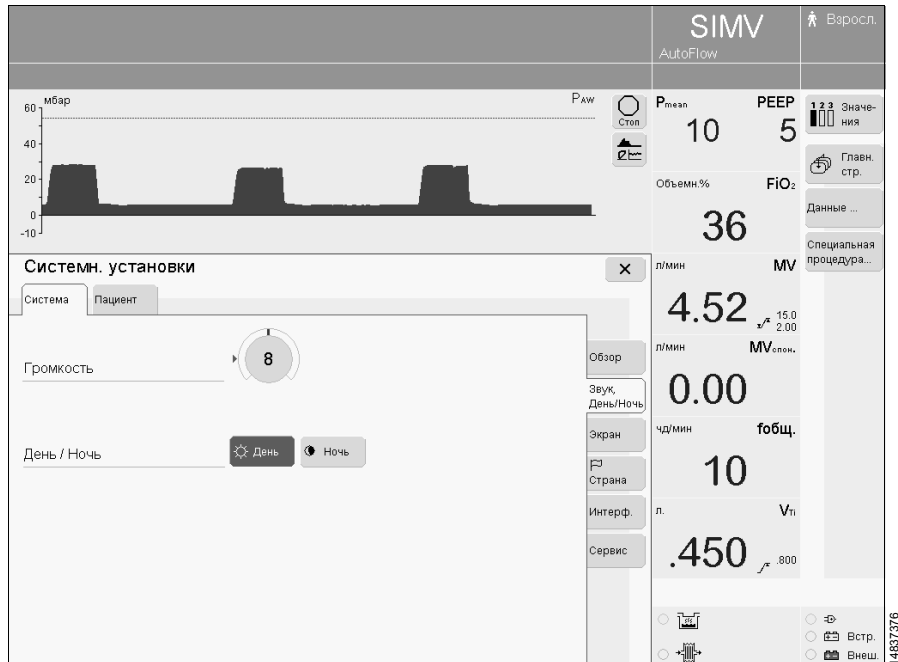 SIMV
AutoFlow
Взросл.
мбар
PAW
60
40
20
0
-10
Стоп
Pmean
PEEP
10
5
1 2 3 Значе-
ния
Главн.
стр.
Данные ...
Специальная
процедура...
Объемн.%
FiO2
36
Системн. установки
Система
Пациент
Громкость
8
День / Ночь
День
Ночь
Обзор
Звук,
День/Ночь
Экран
Страна
Интерф.
Сервис
л/мин
MV
4.52
15.0
2.00
л/мин
MVспон.
0.00
чд/мин
fобщ.
10
л.
VTi
.450
.800
Встр.
Внеш.
14837376